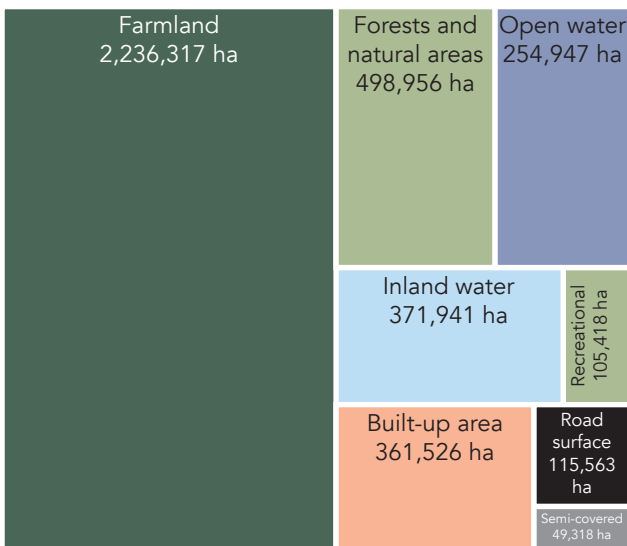 Farmland
2,236,317 ha
Forests and
natural areas
498,956 ha
Open water
254,947 ha
Inland water
371,941 ha
Recreational
105,418 ha
Built-up area
361,526 ha
Road
surface
115,563
ha
Semi-covered
49,318 ha